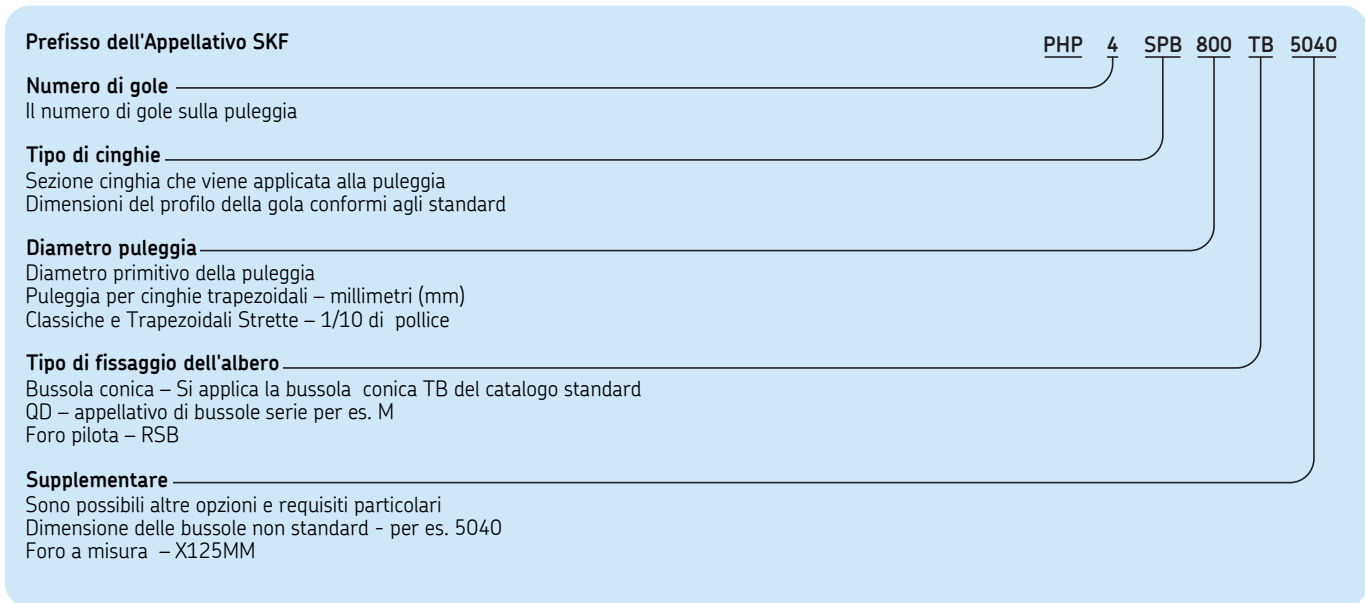 Prefisso dell'Appellativo SKF PHP 4 SPB 800 TB 5040
Numero di gole
Il numero di gole sulla puleggia
Tipo di cinghie
Sezione cinghia che viene applicata alla puleggia
Dimensioni del profilo della gola conformi agli standard
Diametro puleggia
Diametro primitivo della puleggia
Puleggia per cinghie trapezoidali – millimetri (mm)
Classiche e Trapezoidali Strette – 1/10 di pollice
Tipo di fissaggio dell'albero
Bussola conica – Si applica la bussola conica TB del catalogo standard
QD – appellativo di bussole serie per es. M
Foro pilota – RSB
Supplementare
Sono possibili altre opzioni e requisiti particolari
Dimensione delle bussole non standard - per es. 5040
Foro a misura – X125MM